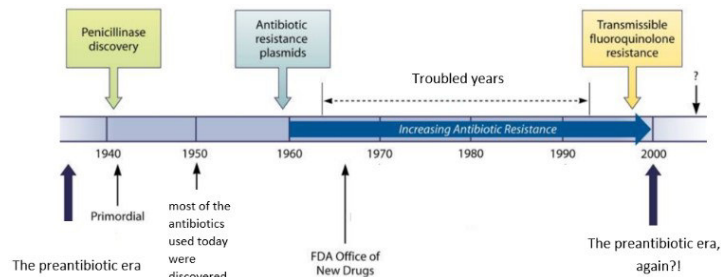 Penicillinase
discovery
Antibiotic
resistance
plasmids
Transmissible
fluoroquinolone
resistance
Troubled years
?
Increasing Antibiotic Resistance
1940
1950
1960
1970
1980
1990
2000
Primordial
most of the
antibiotics
used today
were
discovered
FDA Office of
New Drugs
The preantibiotic era
The preantibiotic era,
again?!